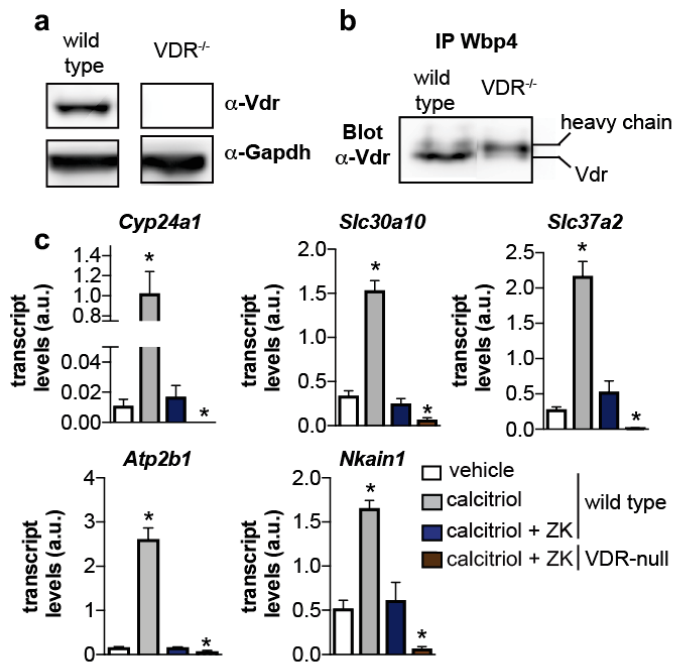 a
wild
type
VDR-/-
α-Vdr
α-Gapdh
b
IP Wbp4
wild
type
VDR-/-
Blot
α-Vdr
heavy chain
Vdr
c
Cyp24a1
transcript
levels (a.u.)
1.4
1.2
1.0
0.8
0.04
0.02
0.00
*
*
Slc30a10
transcript
levels (a.u.)
2.0
1.5
1.0
0.5
0.0
*
*
Slc37a2
transcript
levels (a.u.)
2.5
2.0
1.5
1.0
0.5
0.0
*
*
Atp2b1
transcript
levels (a.u.)
4
3
2
1
0
*
*
Nkain1
transcript
levels (a.u.)
2.0
1.5
1.0
0.5
0.0
*
*
vehicle
calcitriol
calcitriol + ZK
wild type
calcitriol + ZK VDR-null